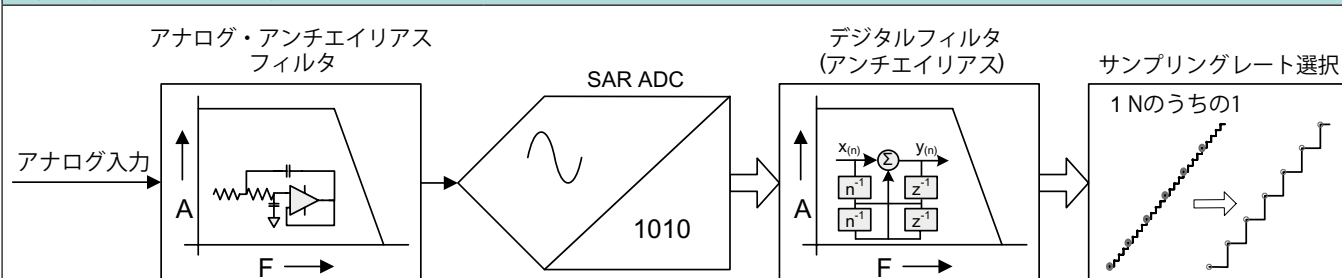 アナログ・アンチエイリアス
フィルタ
デジタルフィルタ
(アンチエイリアス)
サンプリングレート選択
SAR ADC
1 Nのうちの1
アナログ入力
A
F
1010
x(n)
Σ
y(n)
n-1
z-1
n-1
z-1
A
F